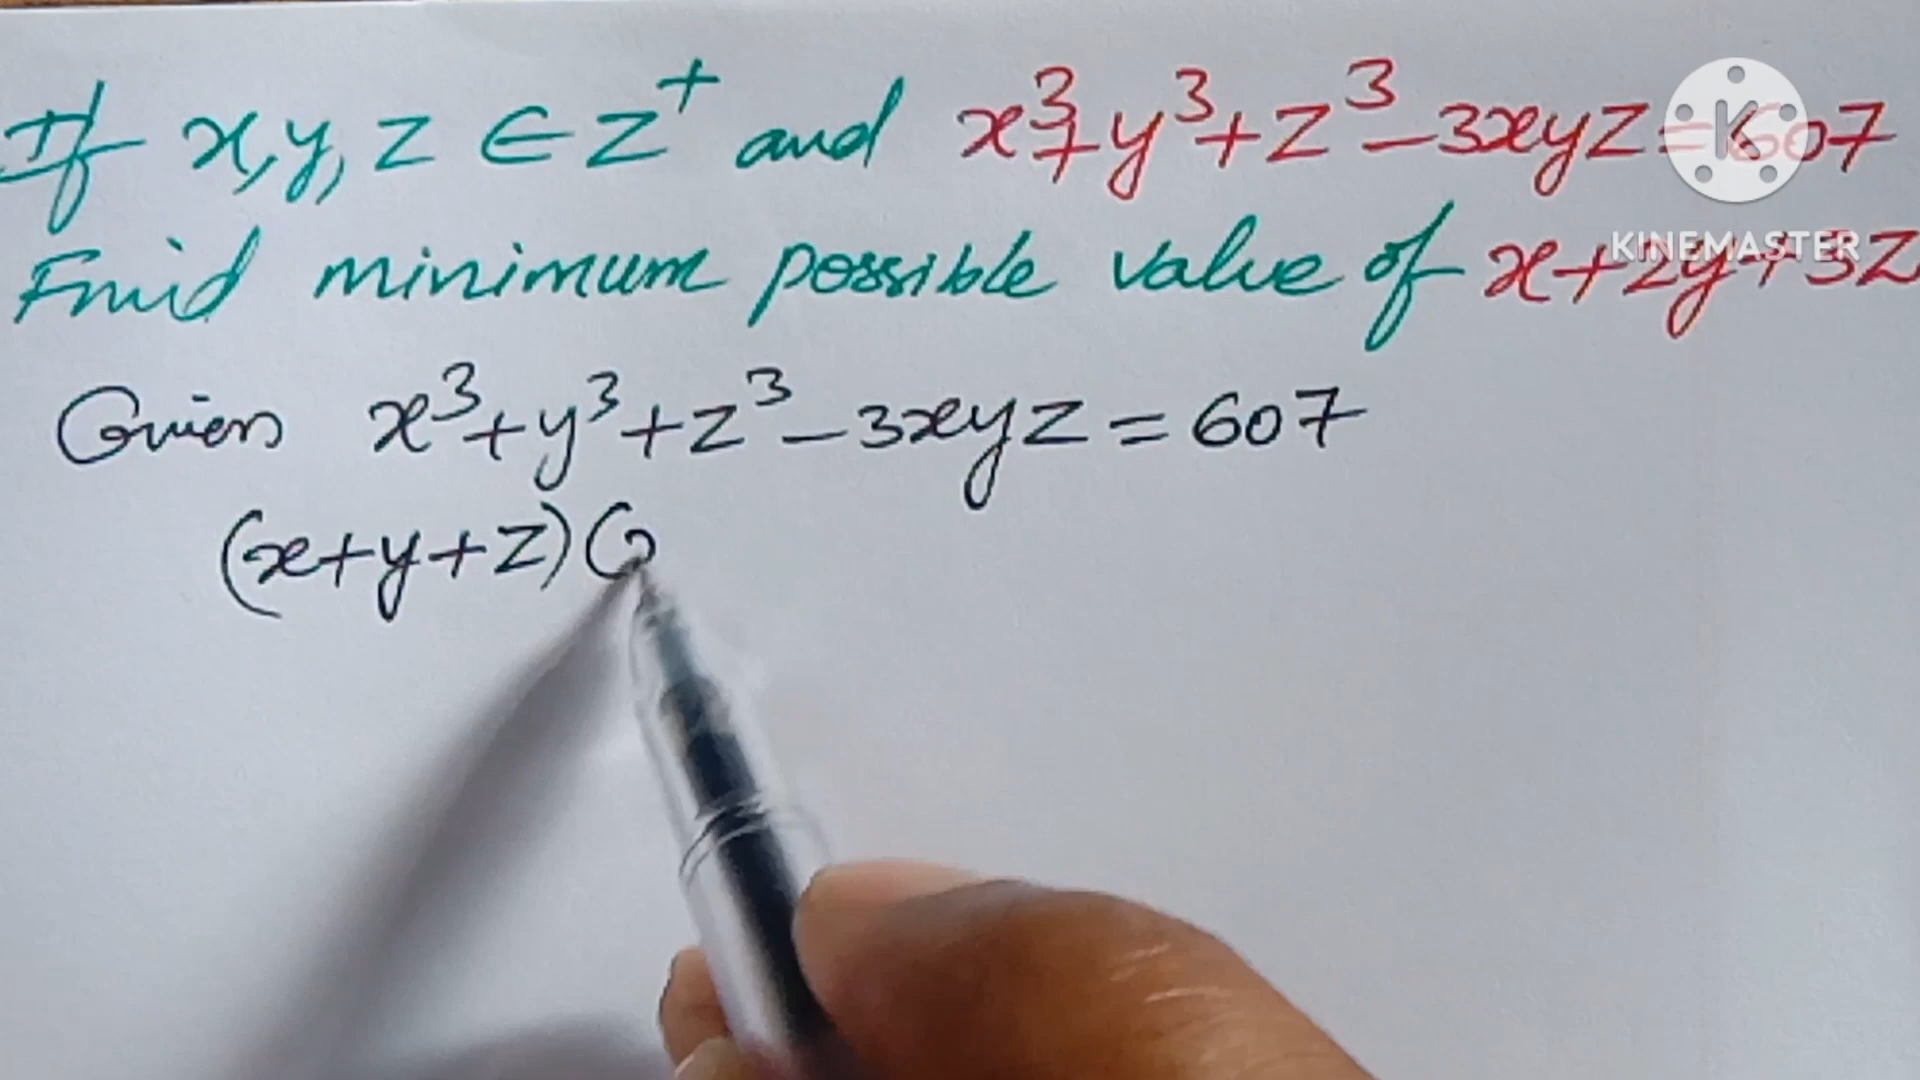 If x, y, z ∈ Z⁺ and x³+y³+z³-3xyz=607
Find minimum possible value of x+2y+3z
KINEMASTER
Given x³+y³+z³-3xyz=607
(x+y+z)(